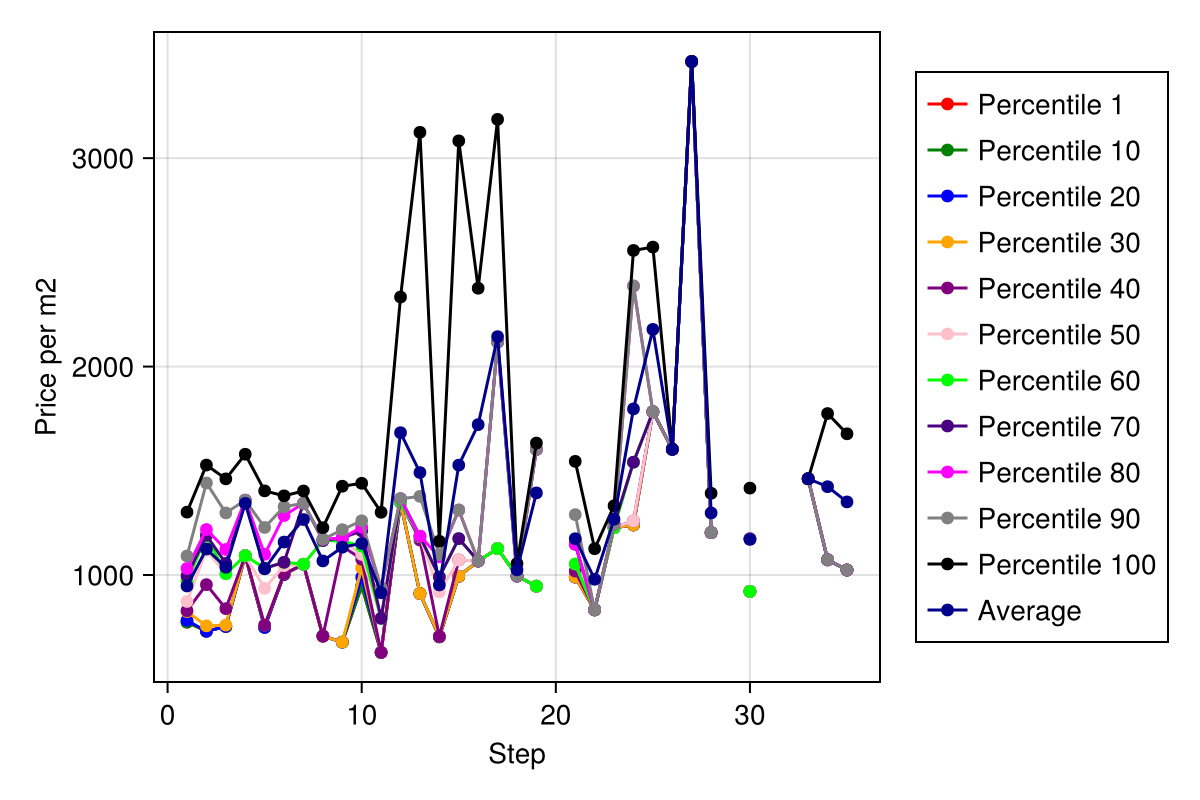 3000
2000
1000
Price per m2
0
10
20
30
Step
Percentile 1
Percentile 10
Percentile 20
Percentile 30
Percentile 40
Percentile 50
Percentile 60
Percentile 70
Percentile 80
Percentile 90
Percentile 100
Average